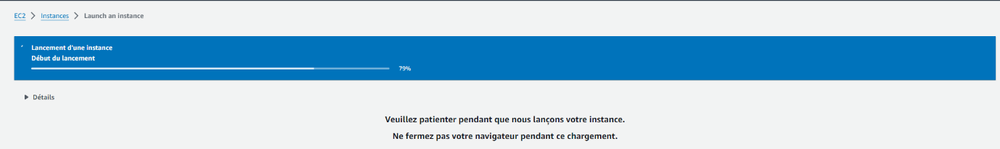 EC2 > Instances > Launch an instance
Lancement d'une instance
Début du lancement
79%
Détails
Veuillez patienter pendant que nous lançons votre instance.
Ne fermez pas votre navigateur pendant ce chargement.